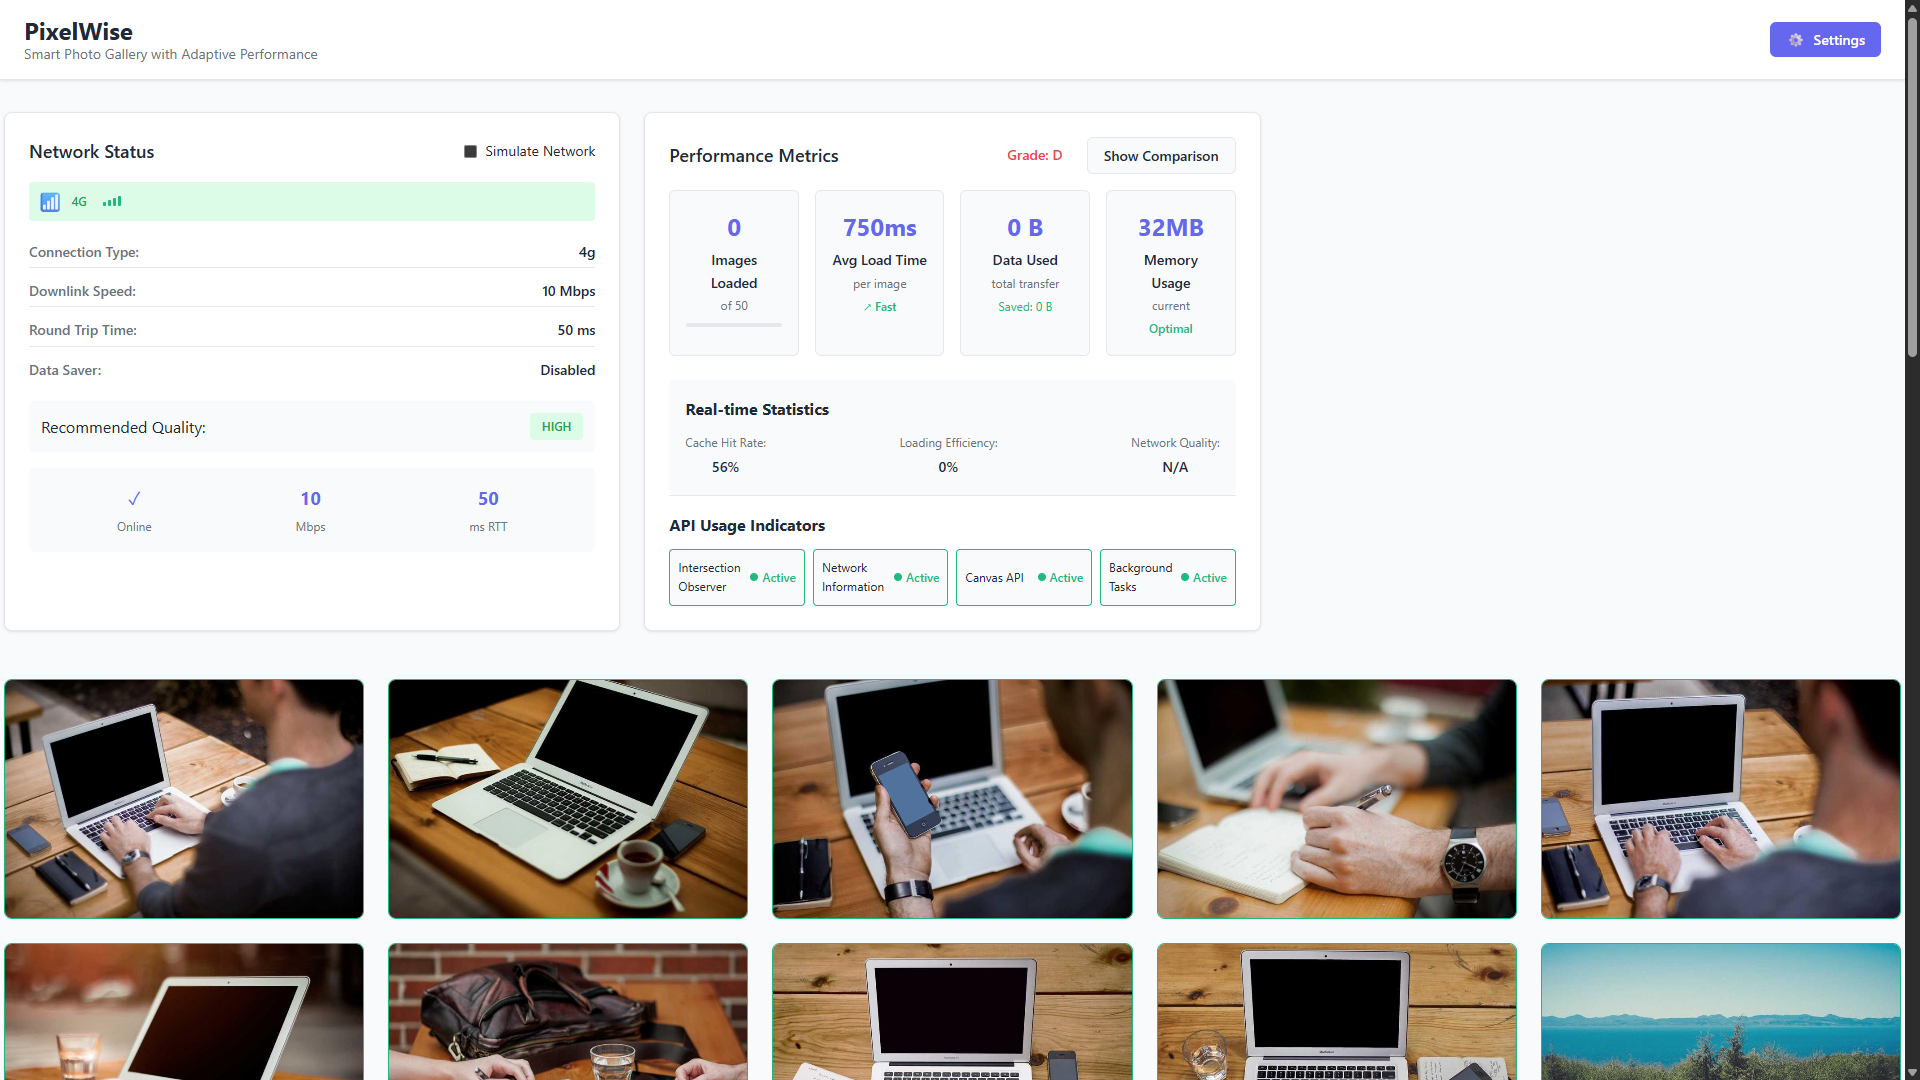 PixelWise
Smart Photo Gallery with Adaptive Performance
Settings
Network Status
Simulate Network
4G
Connection Type:
4g
Downlink Speed:
10 Mbps
Round Trip Time:
50 ms
Data Saver:
Disabled
Recommended Quality:
HIGH
✓
Online
10
Mbps
50
ms RTT
Performance Metrics
Grade: D
Show Comparison
0
Images
Loaded
of 50
750ms
Avg Load Time
per image
↗ Fast
0 B
Data Used
total transfer
Saved: 0 B
32MB
Memory
Usage
current
Optimal
Real-time Statistics
Cache Hit Rate:
56%
Loading Efficiency:
0%
Network Quality:
N/A
API Usage Indicators
Intersection
Observer
Active
Network
Information
Active
Canvas API
Active
Background
Tasks
Active